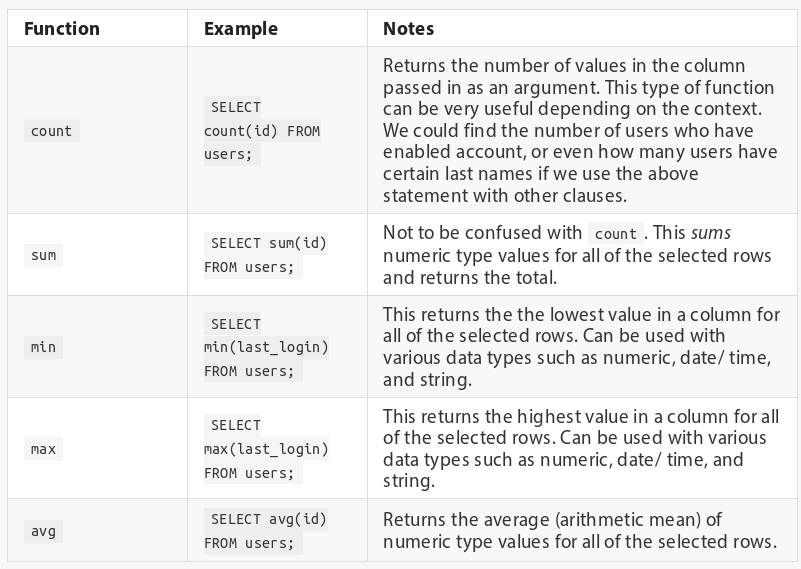 Function Example Notes
count
SELECT
count(id) FROM
users;
Returns the number of values in the column
passed in as an argument. This type of function
can be very useful depending on the context.
We could find the number of users who have
enabled account, or even how many users have
certain last names if we use the above
statement with other clauses.
sum
SELECT sum(id)
FROM users;
Not to be confused with count . This sums
numeric type values for all of the selected rows
and returns the total.
min
SELECT
min(last_login)
FROM users;
This returns the the lowest value in a column for
all of the selected rows. Can be used with
various data types such as numeric, date/ time,
and string.
max
SELECT
max(last_login)
FROM users;
This returns the highest value in a column for all
of the selected rows. Can be used with various
data types such as numeric, date/ time, and
string.
avg
SELECT avg(id)
FROM users;
Returns the average (arithmetic mean) of
numeric type values for all of the selected rows.